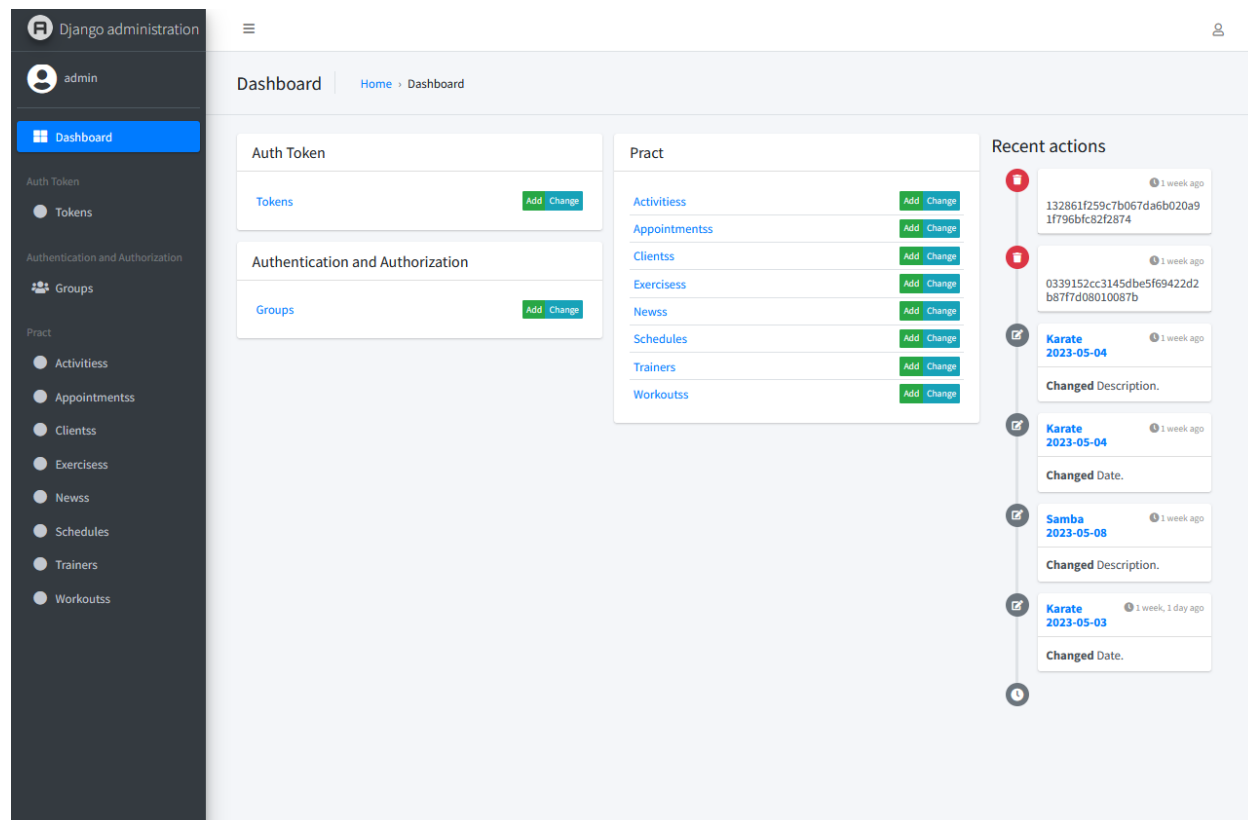 Django administration
admin
Dashboard
Auth Token
Tokens
Authentication and Authorization
Groups
Pract
Activitiess
Appointmentss
Clientss
Exercisess
Newss
Schedules
Trainers
Workoutss
Dashboard
Home › Dashboard
Auth Token
Tokens Add Change
Authentication and Authorization
Groups Add Change
Pract
Activitiess Add Change
Appointmentss Add Change
Clientss Add Change
Exercisess Add Change
Newss Add Change
Schedules Add Change
Trainers Add Change
Workoutss Add Change
Recent actions
1 week ago
132861f259c7b067da6b020a9
1f796bfc82f2874
1 week ago
0339152cc3145dbe5f69422d2
b87f7d08010087b
Karate 1 week ago
2023-05-04
Changed Description.
Karate 1 week ago
2023-05-04
Changed Date.
Samba 1 week ago
2023-05-08
Changed Description.
Karate 1 week, 1 day ago
2023-05-03
Changed Date.